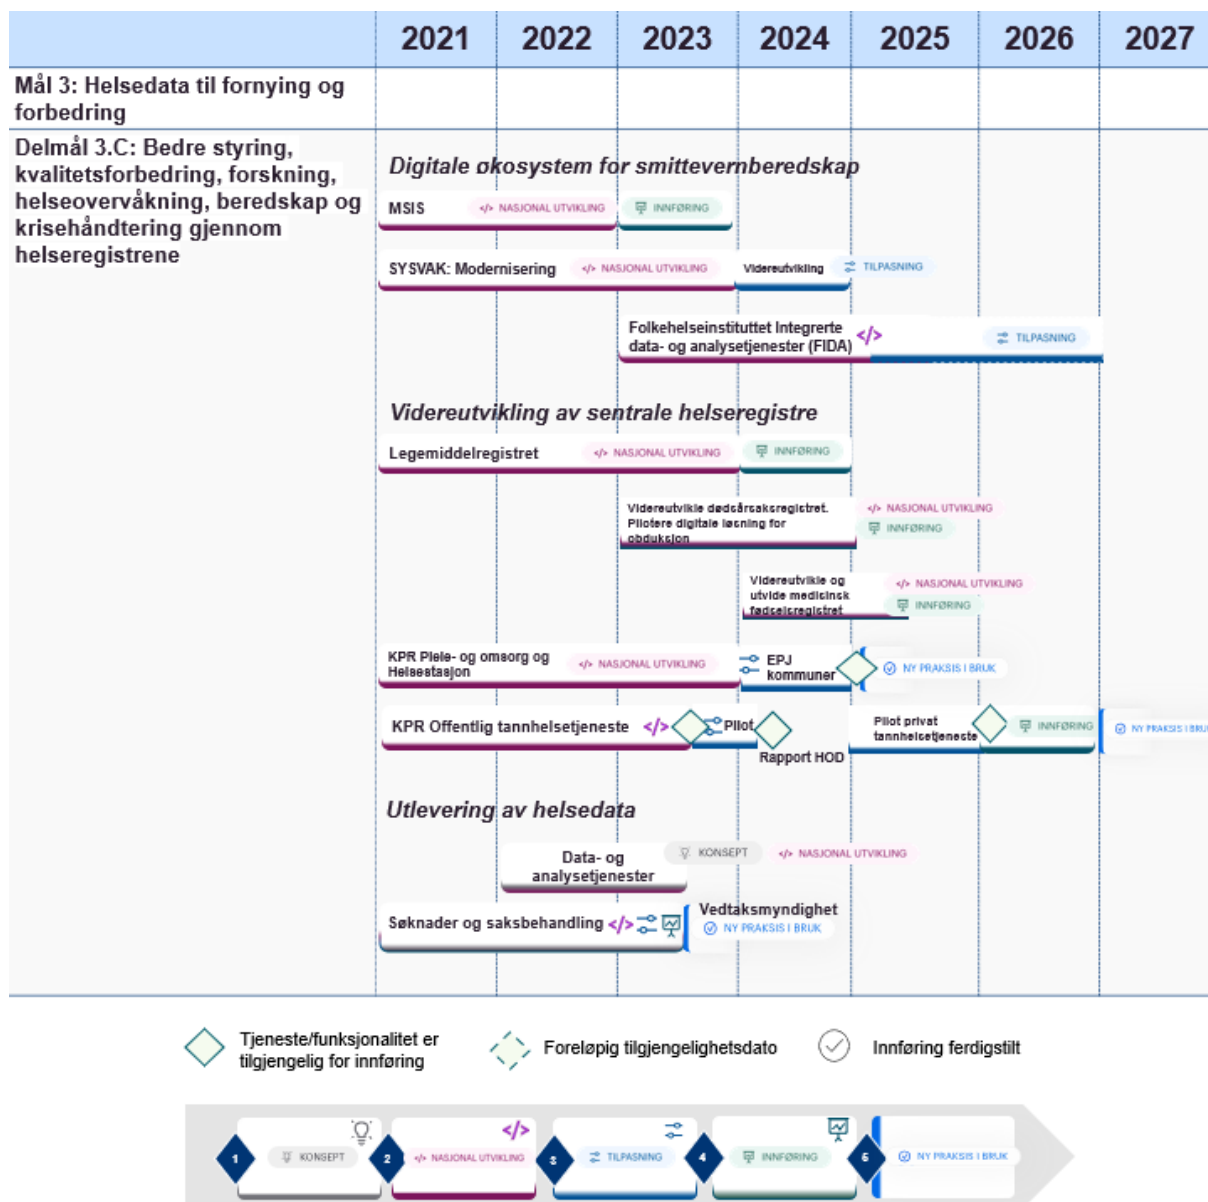 2021 2022 2023 2024 2025 2026 2027
Mål 3: Helsedata til fornying og
forbedring
Delmål 3.C: Bedre styring,
kvalitetsforbedring, forskning,
helseovervåkning, beredskap og
krisehåndtering gjennom
helseregistrene
Digitale økosystem for smittevernberedskap
MSIS </> NASJONAL UTVIKLING INNFØRING
SYSVAK: Modernisering </> NASJONAL UTVIKLING Videreutvikling TILPASNING
Folkehelseinstituttet Integrerte
data- og analysetjenester (FIDA) </> TILPASNING
Videreutvikling av sentrale helseregistre
Legemiddelregistret </> NASJONAL UTVIKLING INNFØRING
Videreutvikle dødsårsaksregistret. </> NASJONAL UTVIKLING
Pilotere digitale løsning for INNFØRING
obduksjon
Videreutvikle og </> NASJONAL UTVIKLING
utvide medisinsk
fødselsregistret INNFØRING
KPR Pleie- og omsorg og
Helsestasjon </> NASJONAL UTVIKLING EPJ
kommuner NY PRAKSIS I BRUK
KPR Offentlig tannhelsetjeneste </> Pilot
Rapport HOD
Pilot privat
tannhelsetjeneste INNFØRING NY PRAKSIS I BRUK
Utlevering av helsedata
Data- og
analysetjenester KONSEPT </> NASJONAL UTVIKLING
Søknader og saksbehandling </> Vedtaksmyndighet
NY PRAKSIS I BRUK
Tjeneste/funksjonalitet er
tilgjengelig for innføring
Foreløpig tilgjengelighetsdato
Innføring ferdigstilt
1 KONSEPT 2 </> NASJONAL UTVIKLING </> 3 TILPASNING 4 INNFØRING 5 NY PRAKSIS I BRUK